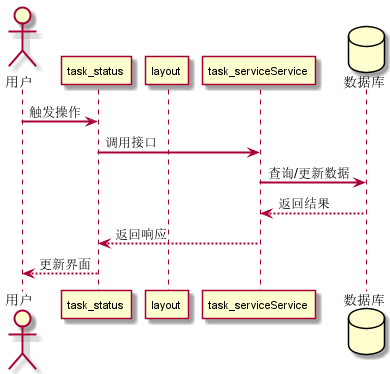 用户
task_status
layout
task_serviceService
数据库
触发操作
调用接口
查询/更新数据
返回结果
返回响应
更新界面
用户
task_status
layout
task_serviceService
数据库